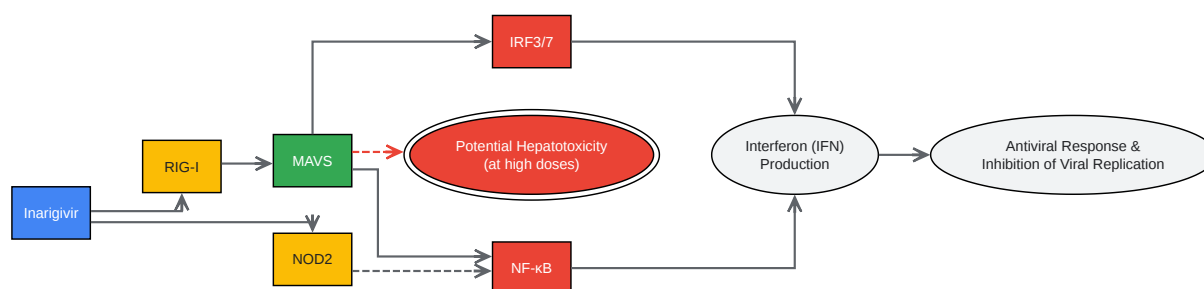 IRF3/7
Potential Hepatotoxicity
(at high doses)
Interferon (IFN)
Production
Antiviral Response &
Inhibition of Viral Replication
MAVS
RIG-I
Inarigivir
NOD2
NF-κB